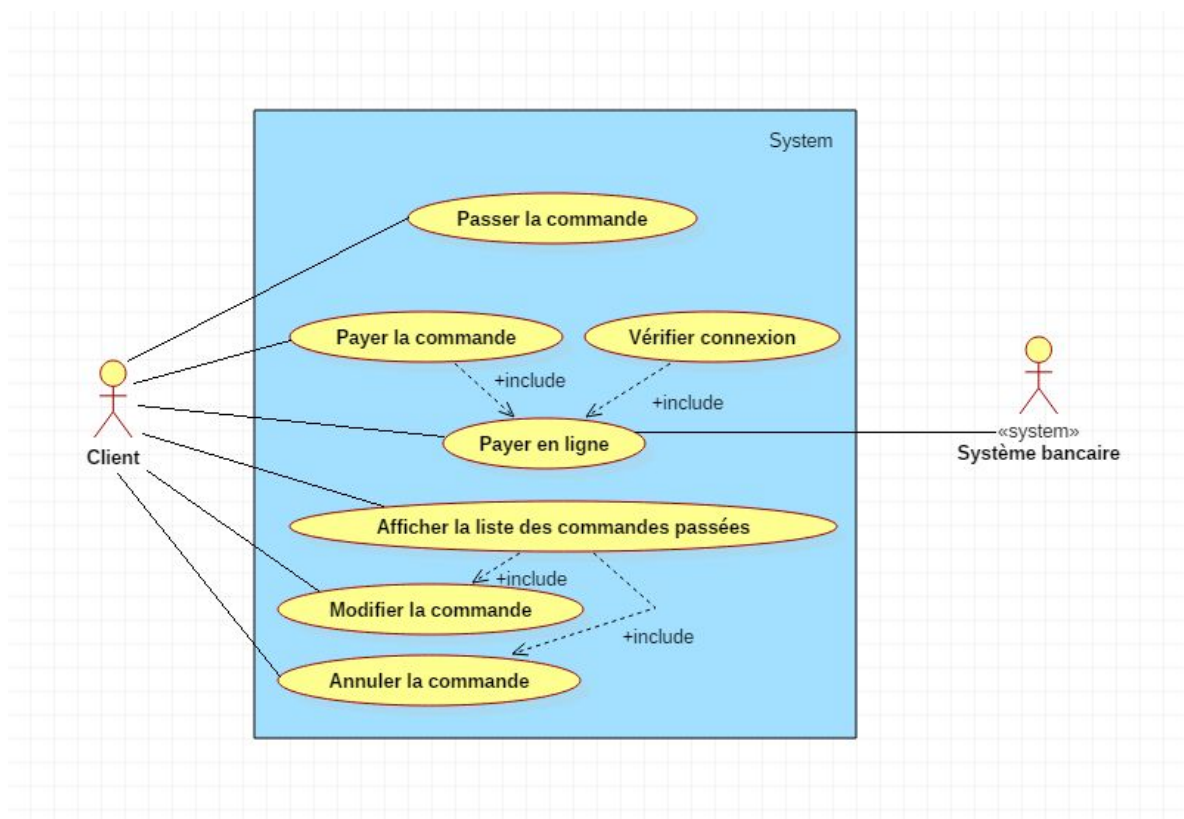 System
Passer la commande
Payer la commande
Vérifier connexion
+include
+include
Payer en ligne
Client
«system»
Système bancaire
Afficher la liste des commandes passées
+include
Modifier la commande
+include
Annuler la commande